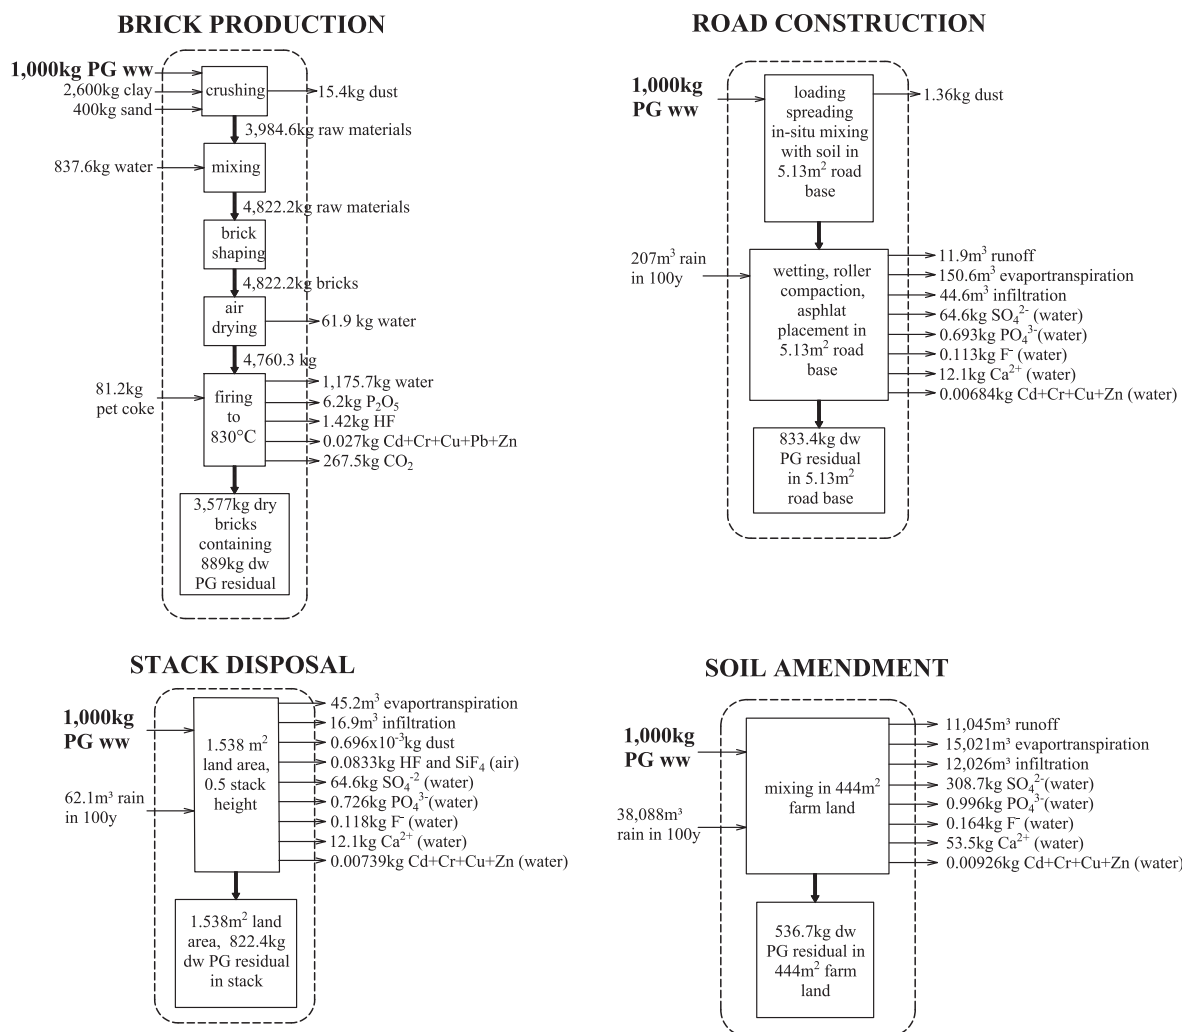 BRICK PRODUCTION
1,000kg PG ww
2,600kg clay
400kg sand
crushing
15.4kg dust
3,984.6kg raw materials
837.6kg water
mixing
4,822.2kg raw materials
brick
shaping
4,822.2kg bricks
air
drying
61.9 kg water
4,760.3 kg
81.2kg
pet coke
firing
to
830°C
1,175.7kg water
6.2kg P₂O₅
1.42kg HF
0.027kg Cd+Cr+Cu+Pb+Zn
267.5kg CO₂
3,577kg dry
bricks
containing
889kg dw
PG residual
ROAD CONSTRUCTION
1,000kg
PG ww
loading
spreading
in-situ mixing
with soil in
5.13m² road
base
1.36kg dust
207m³ rain
in 100y
wetting, roller
compaction,
asphlat
placement in
5.13m² road
base
11.9m³ runoff
150.6m³ evaportranspiration
44.6m³ infiltration
64.6kg SO₄²⁻ (water)
0.693kg PO₄³⁻(water)
0.113kg F⁻ (water)
12.1kg Ca²⁺ (water)
0.00684kg Cd+Cr+Cu+Zn (water)
833.4kg dw
PG residual
in 5.13m²
road base
STACK DISPOSAL
1,000kg
PG ww
62.1m³ rain
in 100y
1.538 m²
land area,
0.5 stack
height
45.2m³ evaportranspiration
16.9m³ infiltration
0.696x10⁻³kg dust
0.0833kg HF and SiF₄ (air)
64.6kg SO₄⁻² (water)
0.726kg PO₄³⁻(water)
0.118kg F⁻ (water)
12.1kg Ca²⁺ (water)
0.00739kg Cd+Cr+Cu+Zn (water)
1.538m² land
area, 822.4kg
dw PG residual
in stack
SOIL AMENDMENT
1,000kg
PG ww
38,088m³
rain in 100y
mixing in 444m²
farm land
11,045m³ runoff
15,021m³ evaportranspiration
12,026m³ infiltration
308.7kg SO₄²⁻(water)
0.996kg PO₄³⁻(water)
0.164kg F⁻ (water)
53.5kg Ca²⁺ (water)
0.00926kg Cd+Cr+Cu+Zn (water)
536.7kg dw
PG residual in
444m² farm
land